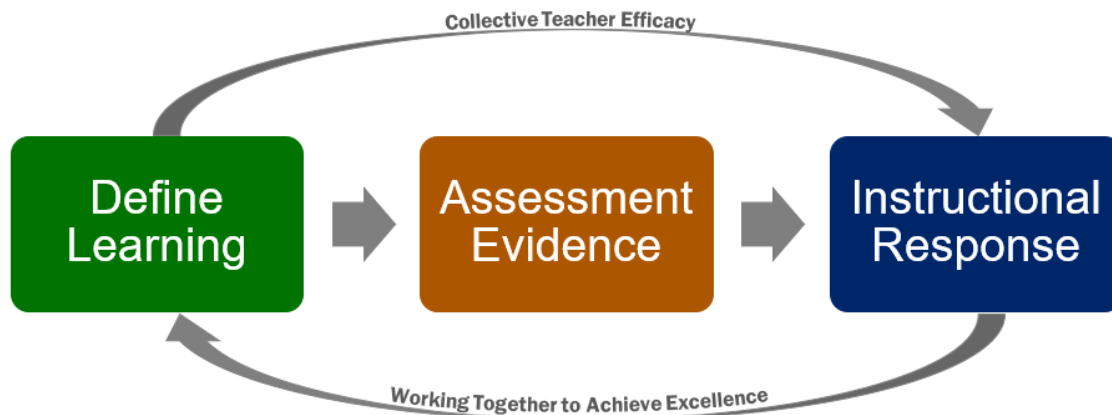 Collective Teacher Efficacy
Define
Learning
Assessment
Evidence
Instructional
Response
Working Together to Achieve Excellence